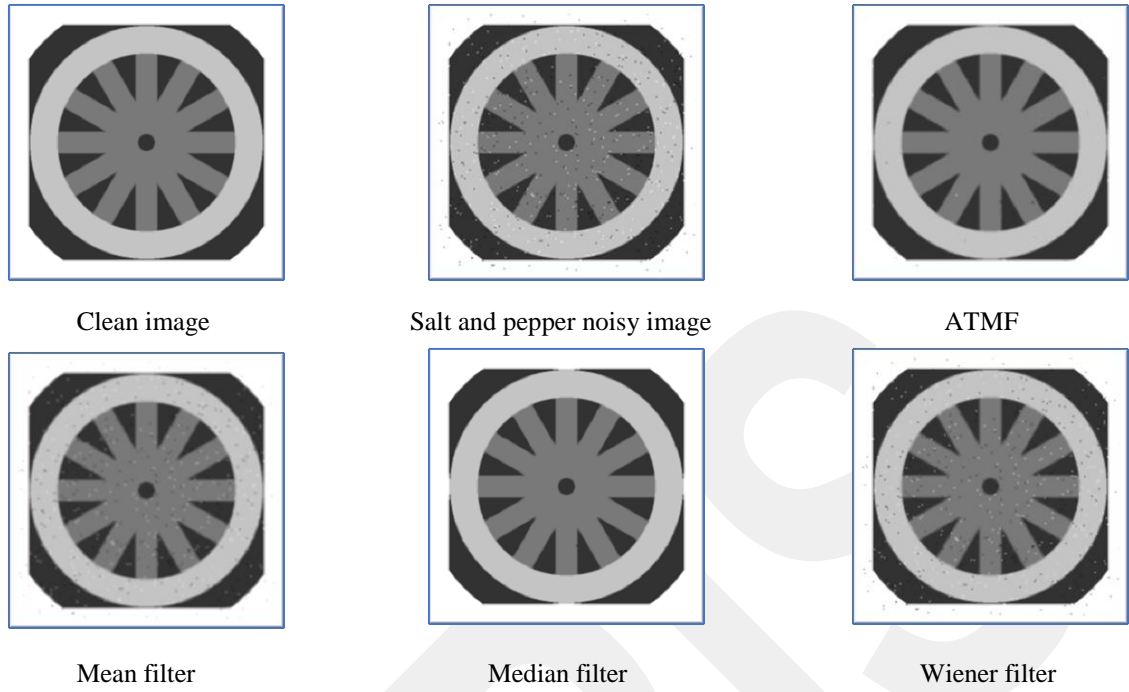 Clean image
Salt and pepper noisy image
ATMF
Mean filter
Median filter
Wiener filter